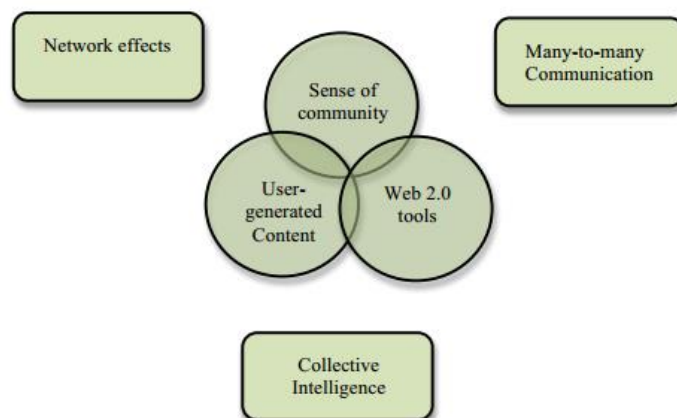 Network effects
Many-to-many
Communication
Sense of
community
User-
generated
Content
Web 2.0
tools
Collective
Intelligence